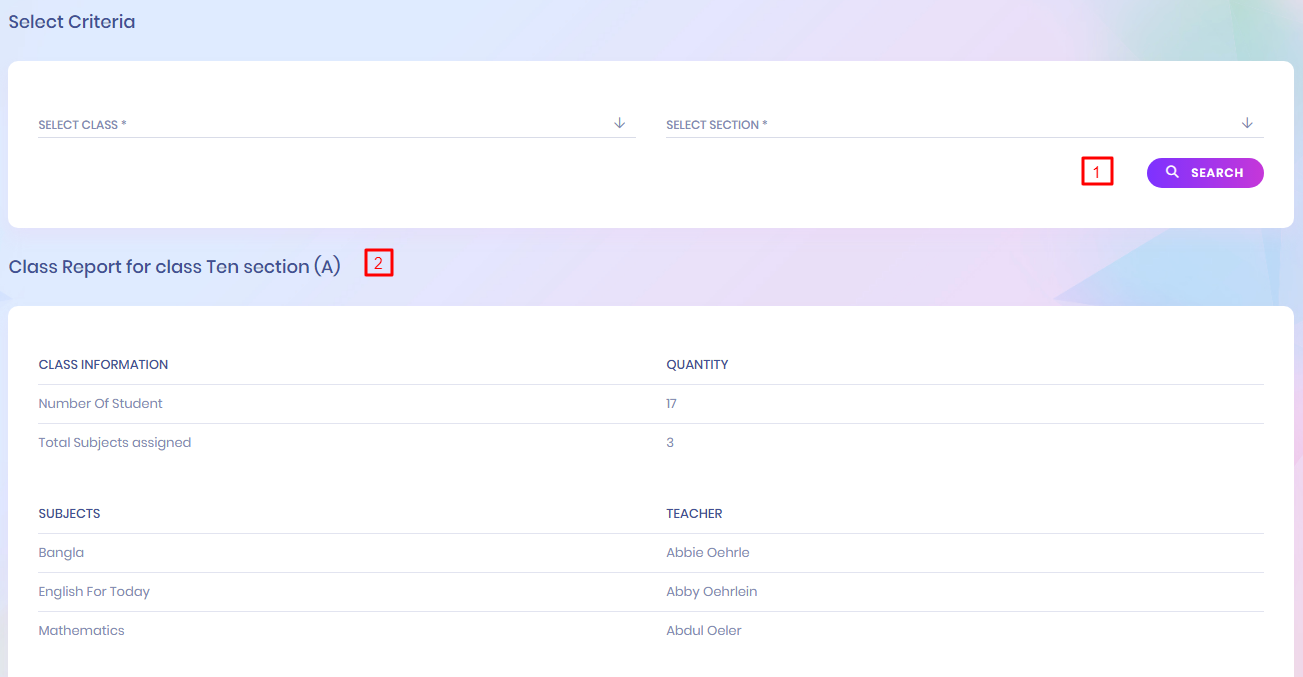 Select Criteria
SELECT CLASS * SELECT SECTION *
1 SEARCH
Class Report for class Ten section (A) 2
CLASS INFORMATION QUANTITY
Number Of Student 17
Total Subjects assigned 3
SUBJECTS TEACHER
Bangla Abbie Oehrle
English For Today Abby Oehrlein
Mathematics Abdul Oeler